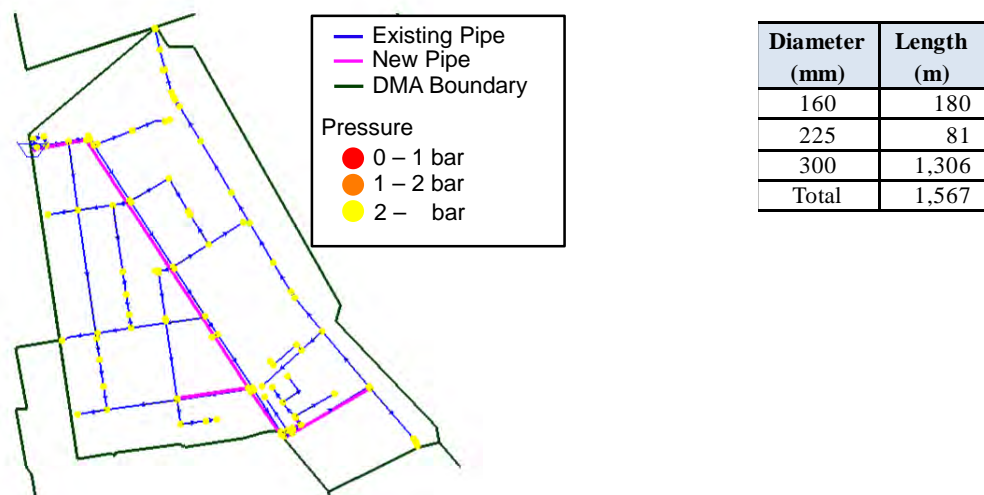 Existing Pipe
New Pipe
DMA Boundary
Pressure
0 – 1 bar
1 – 2 bar
2 – bar
Diameter Length
(mm) (m)
160 180
225 81
300 1,306
Total 1,567